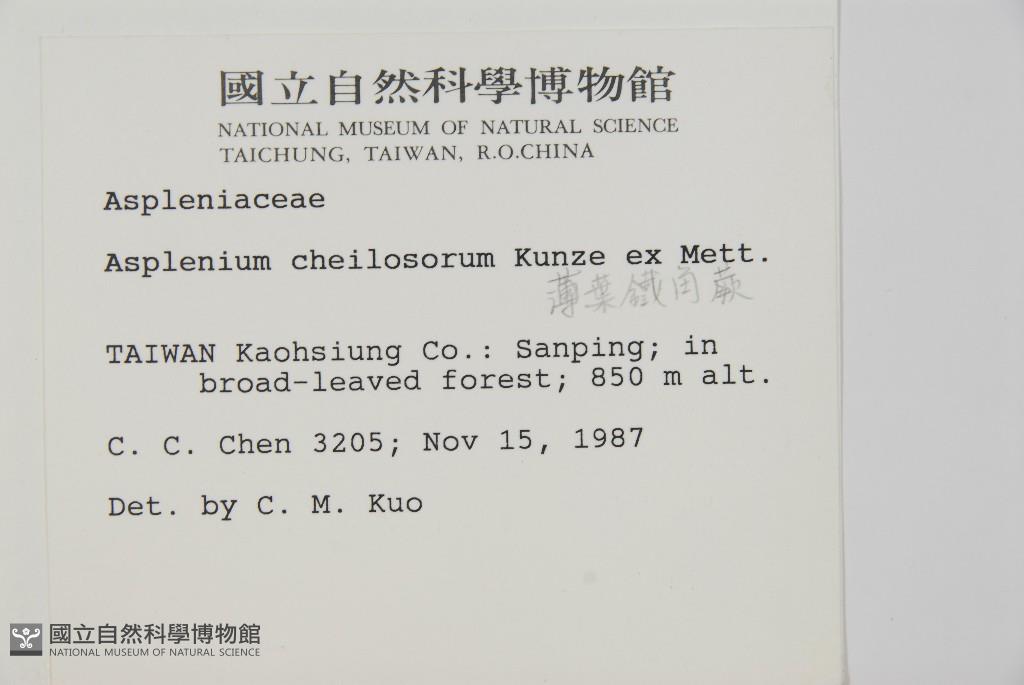 國立自然科學博物館
NATIONAL MUSEUM OF NATURAL SCIENCE
TAICHUNG, TAIWAN, R.O.CHINA
Aspleniaceae
Asplenium cheilosorum Kunze ex Mett.
薄葉鐵角蕨
TAIWAN Kaohsiung Co.: Sanping; in
broad-leaved forest; 850 m alt.
C. C. Chen 3205; Nov 15, 1987
Det. by C. M. Kuo
國立自然科學博物館
NATIONAL MUSEUM OF NATURAL SCIENCE